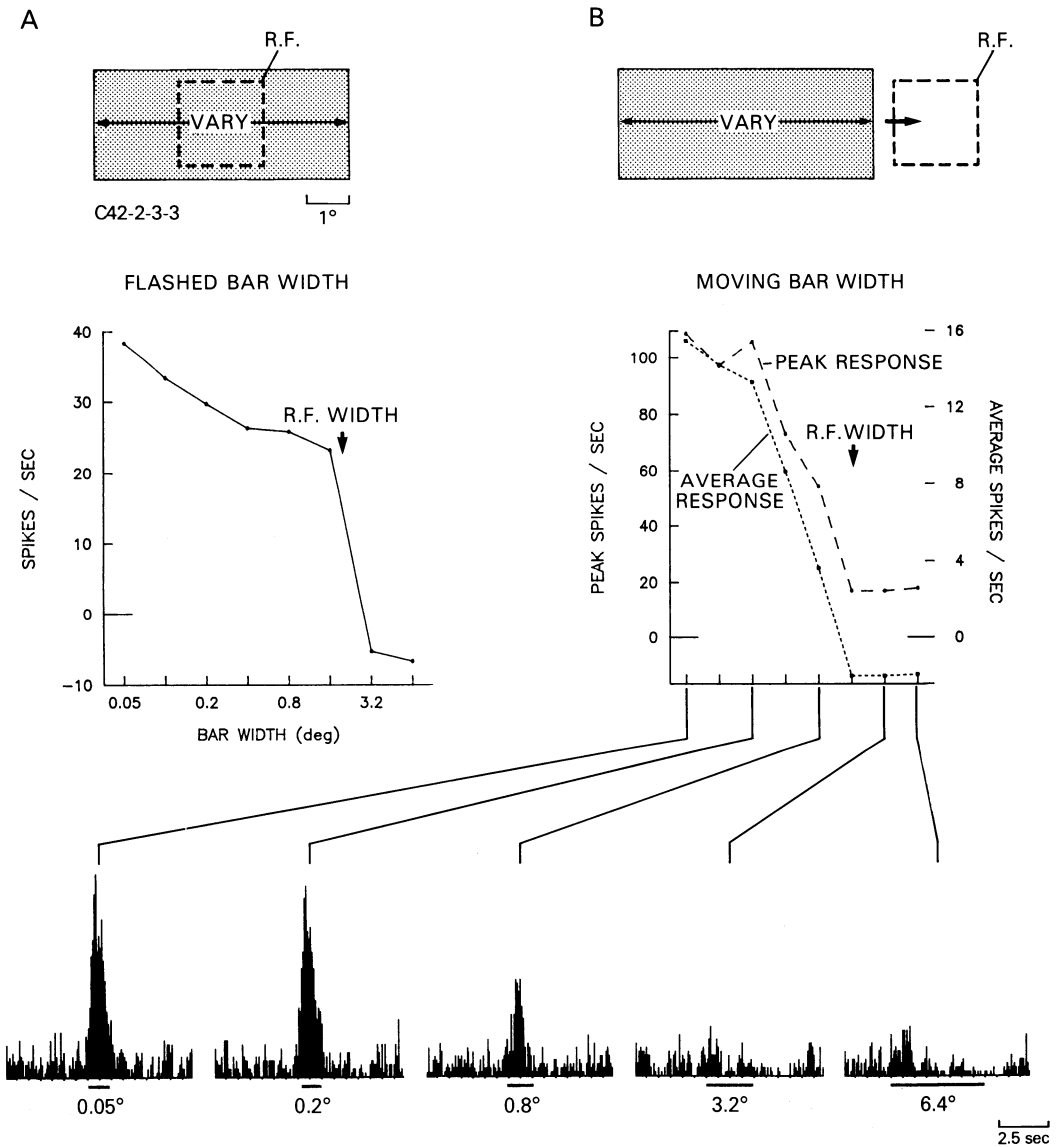 A
R.F.
VARY
C42-2-3-3
1°
FLASHED BAR WIDTH
40
30
20
10
0
-10
SPIKES / SEC
R.F. WIDTH
0.05
0.2
0.8
3.2
BAR WIDTH (deg)
B
R.F.
VARY
MOVING BAR WIDTH
100
80
60
40
20
0
PEAK SPIKES / SEC
PEAK RESPONSE
R.F. WIDTH
AVERAGE
RESPONSE
16
12
8
4
0
AVERAGE SPIKES / SEC
0.05°
0.2°
0.8°
3.2°
6.4°
2.5 sec